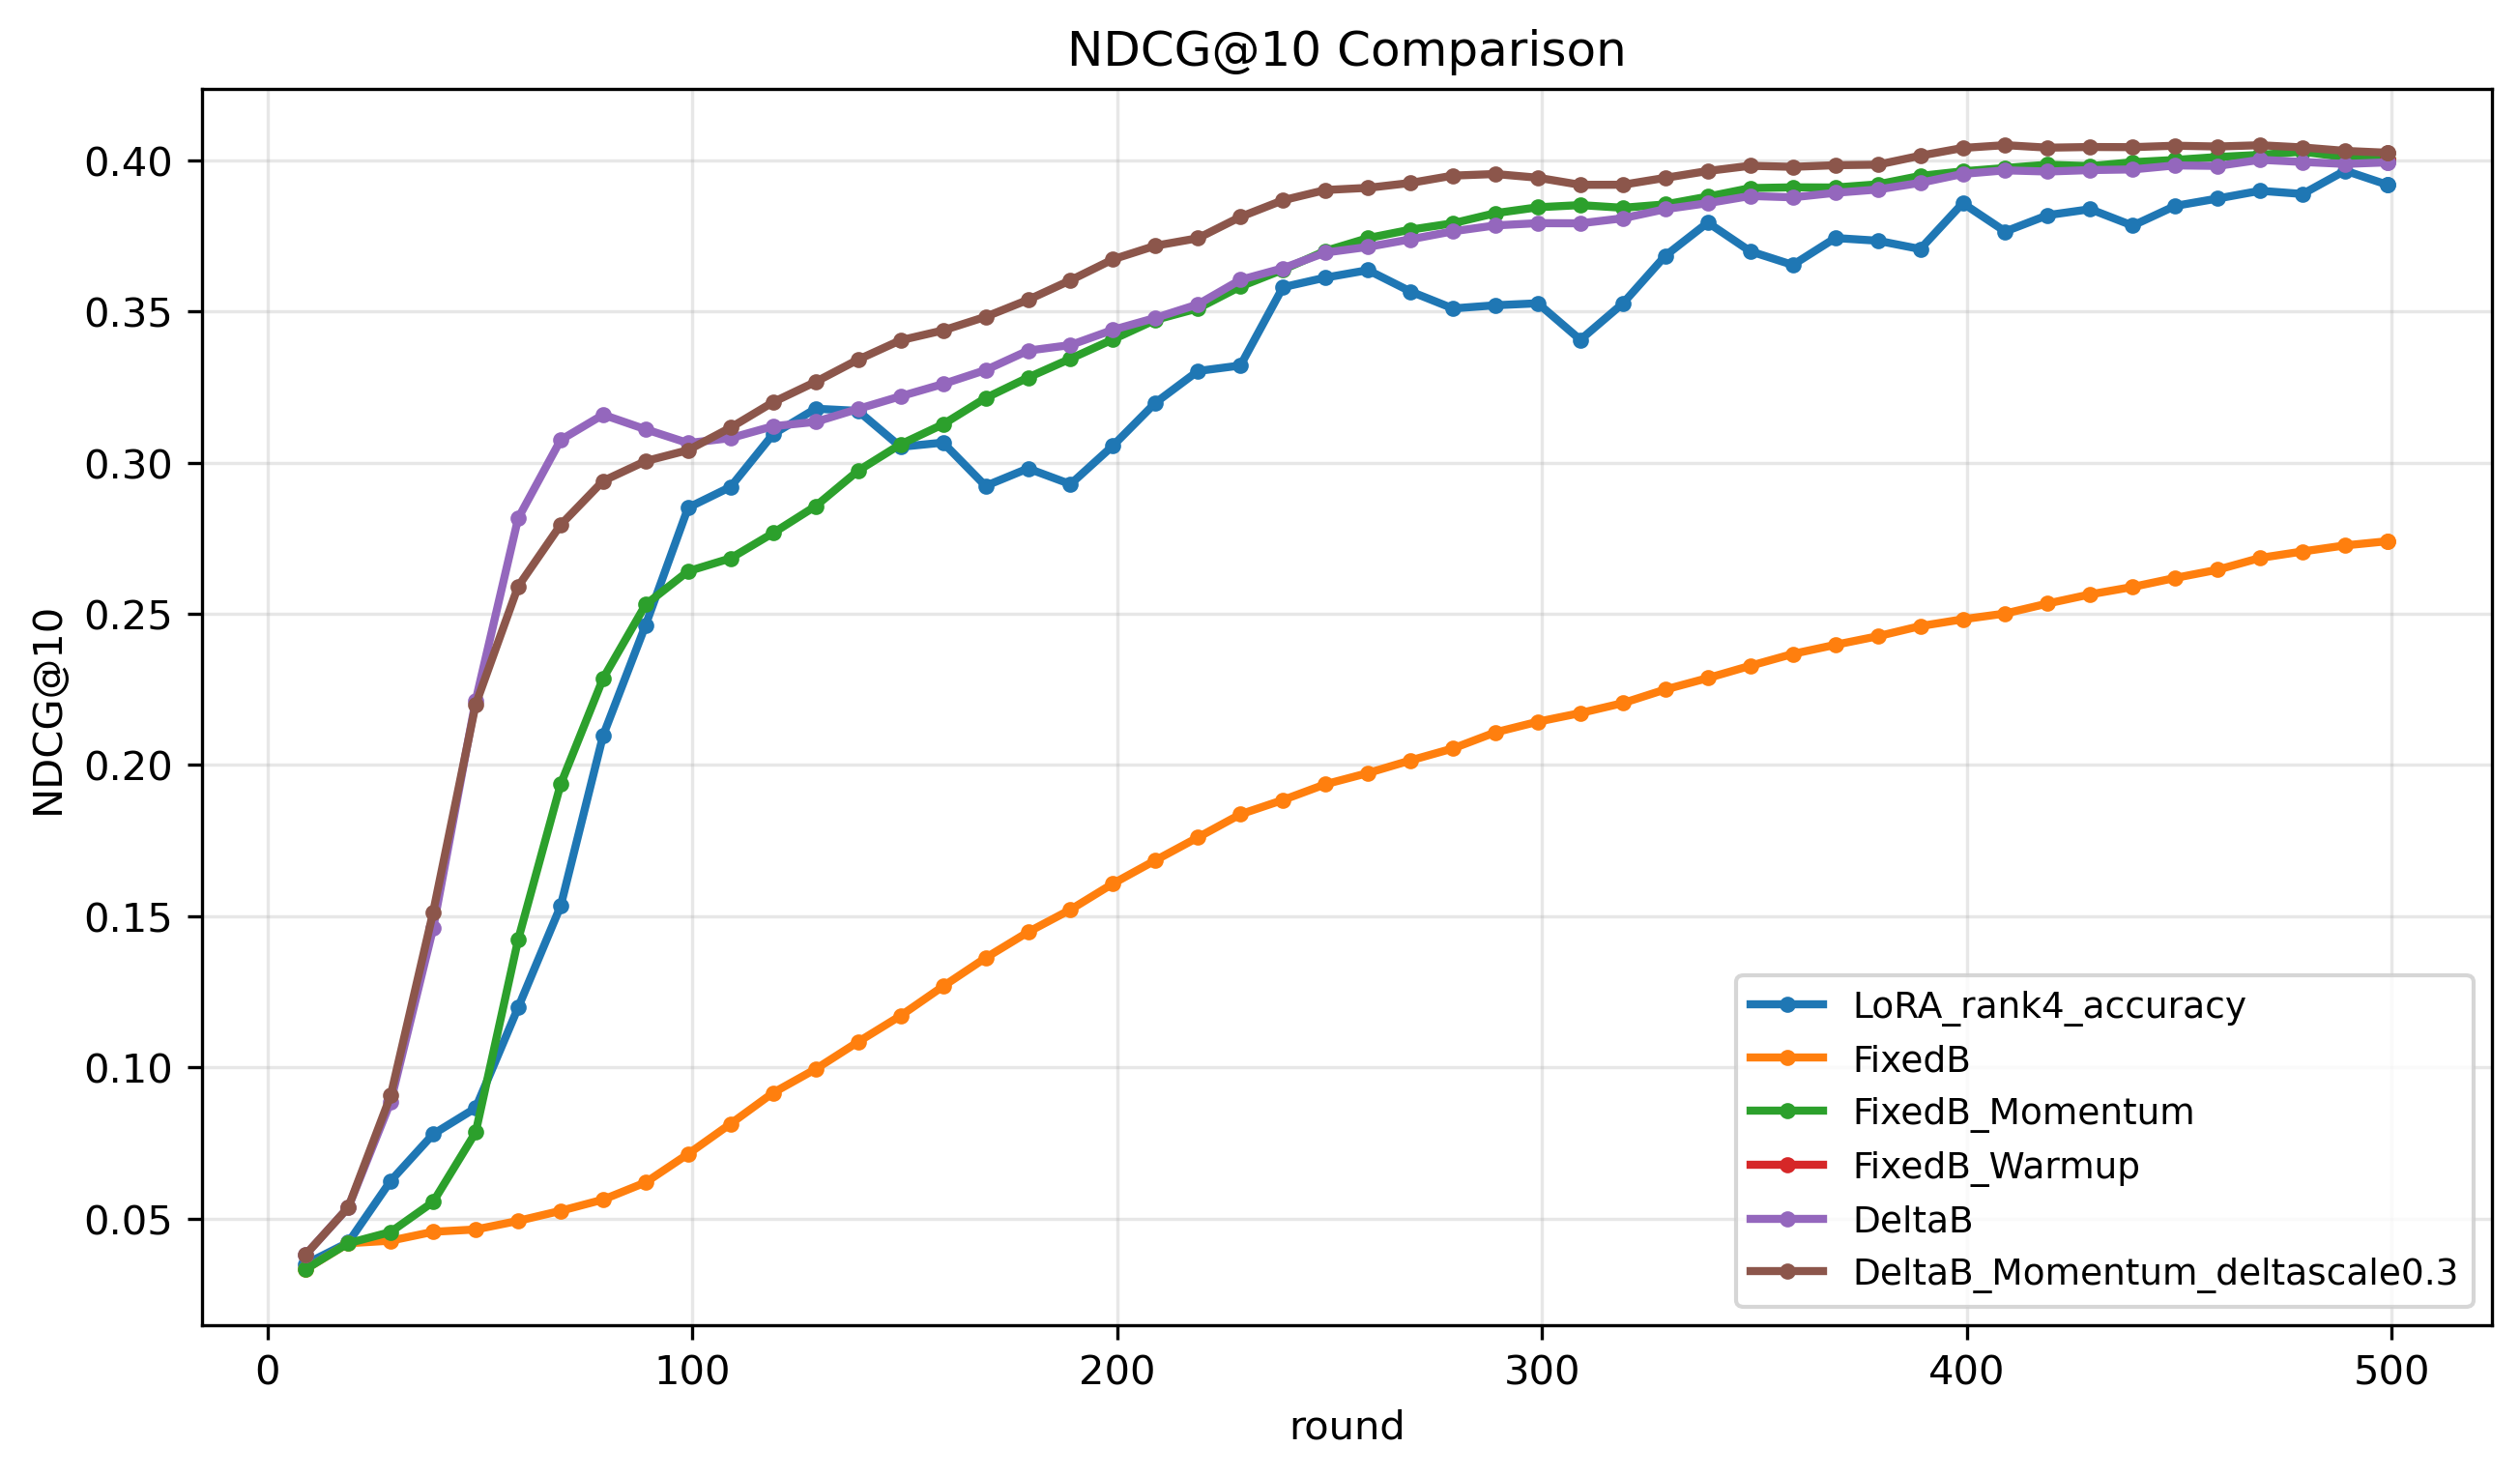 NDCG@10 Comparison
NDCG@10
0.40
0.35
0.30
0.25
0.20
0.15
0.10
0.05
0
100
200
300
400
500
round
LoRA_rank4_accuracy
FixedB
FixedB_Momentum
FixedB_Warmup
DeltaB
DeltaB_Momentum_deltascale0.3